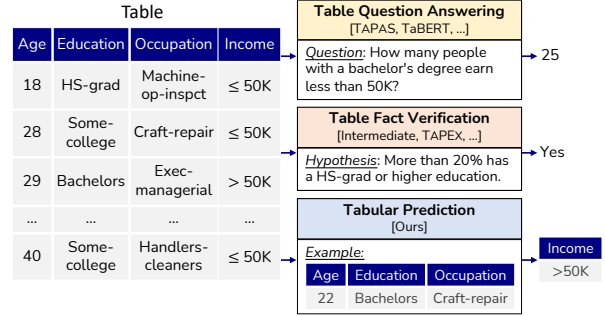 Table
Age Education Occupation Income
18 HS-grad Machine-op-inspct ≤ 50K
28 Some-college Craft-repair ≤ 50K
29 Bachelors Exec-managerial > 50K
... ... ... ...
40 Some-college Handlers-cleaners ≤ 50K
Table Question Answering
[TAPAS, TaBERT, ...]
Question: How many people
with a bachelor's degree earn
less than 50K?
25
Table Fact Verification
[Intermediate, TAPEX, ...]
Hypothesis: More than 20% has
a HS-grad or higher education.
Yes
Tabular Prediction
[Ours]
Example:
Age Education Occupation
22 Bachelors Craft-repair
Income
>50K